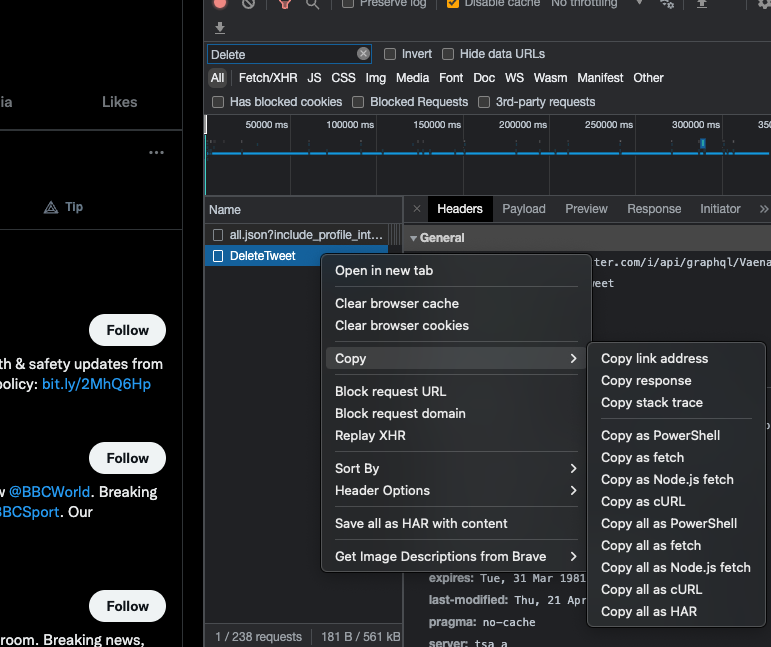 Preserve log
Disable cache
No throttling
Delete
Invert
Hide data URLs
All
Fetch/XHR JS CSS Img Media Font Doc WS Wasm Manifest Other
Has blocked cookies
Blocked Requests
3rd-party requests
50000 ms
100000 ms
150000 ms
200000 ms
250000 ms
300000 ms
350
ia
Likes
Tip
Follow
th & safety updates from
policy: bit.ly/2MhQ6Hp
Follow
w @BBCWorld. Breaking
BBCSport. Our
Follow
room. Breaking news,
Name
all.json?include_profile_int…
DeleteTweet
1 / 238 requests
181 B / 561 kB
Headers
Payload
Preview
Response
Initiator
General
ter.com/i/api/graphql/Vaena
weet
Open in new tab
Clear browser cache
Clear browser cookies
Copy
Block request URL
Block request domain
Replay XHR
Sort By
Header Options
Save all as HAR with content
Get Image Descriptions from Brave
Copy link address
Copy response
Copy stack trace
Copy as PowerShell
Copy as fetch
Copy as Node.js fetch
Copy as cURL
Copy all as PowerShell
Copy all as fetch
Copy all as Node.js fetch
Copy all as cURL
Copy all as HAR
expires: Tue, 31 Mar 1981
last-modified: Thu, 21 Apr
pragma: no-cache
server: tsa_a